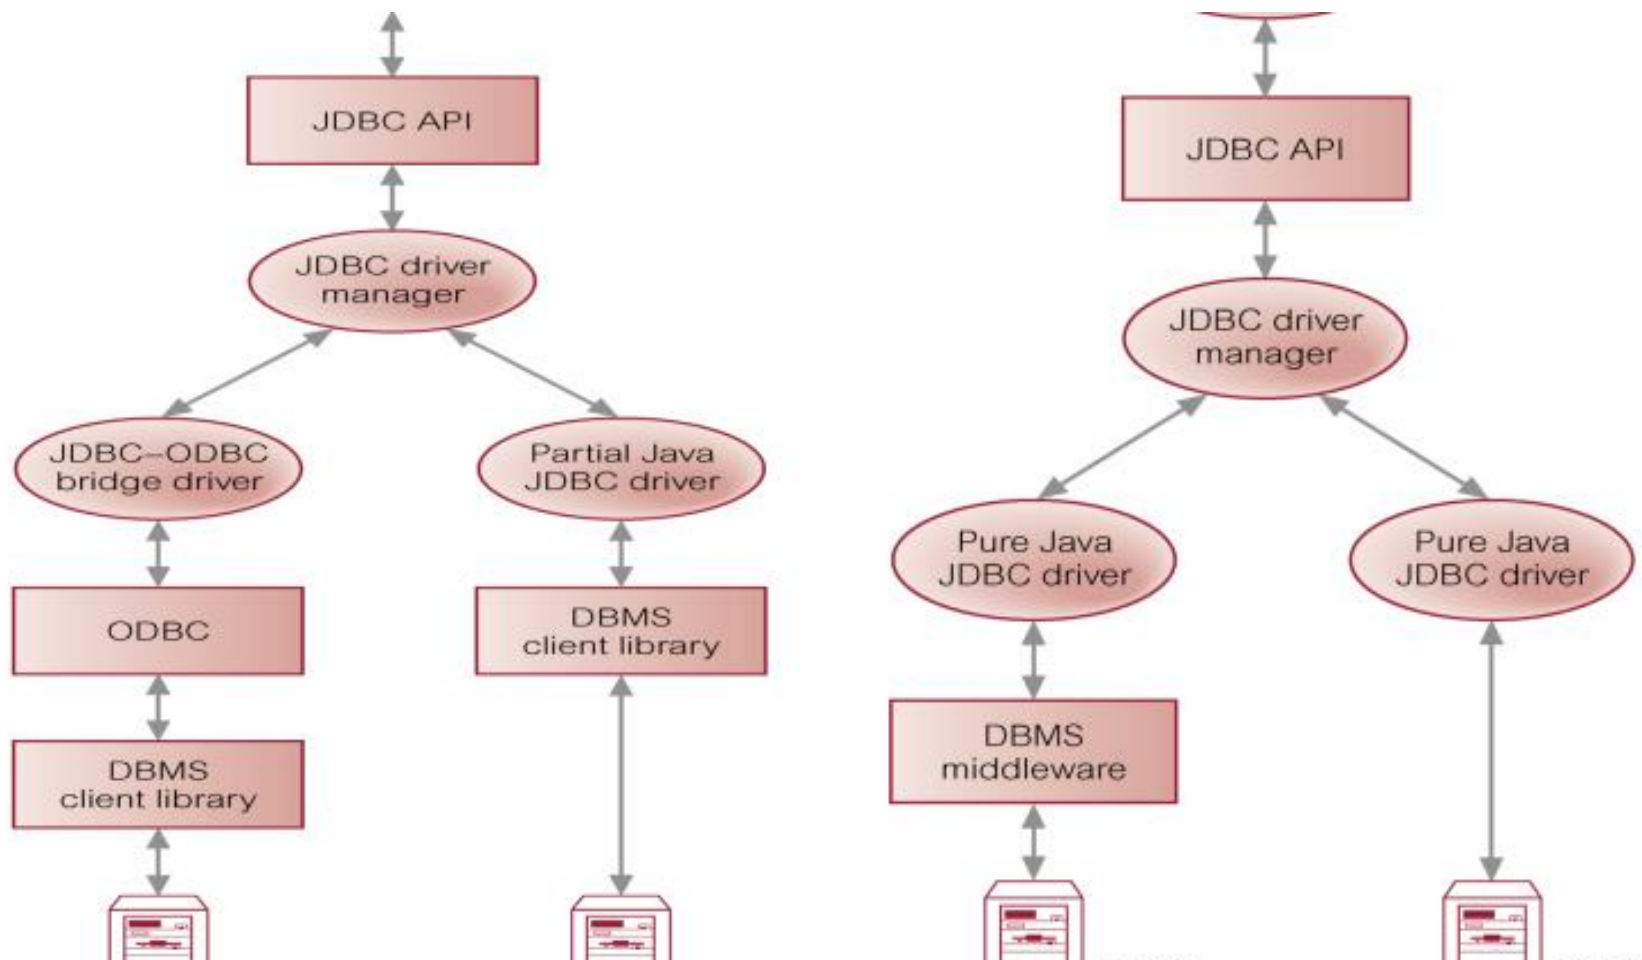 JDBC API
JDBC driver
manager
JDBC–ODBC
bridge driver
Partial Java
JDBC driver
ODBC
DBMS
client library
DBMS
client library
JDBC API
JDBC driver
manager
Pure Java
JDBC driver
Pure Java
JDBC driver
DBMS
middleware